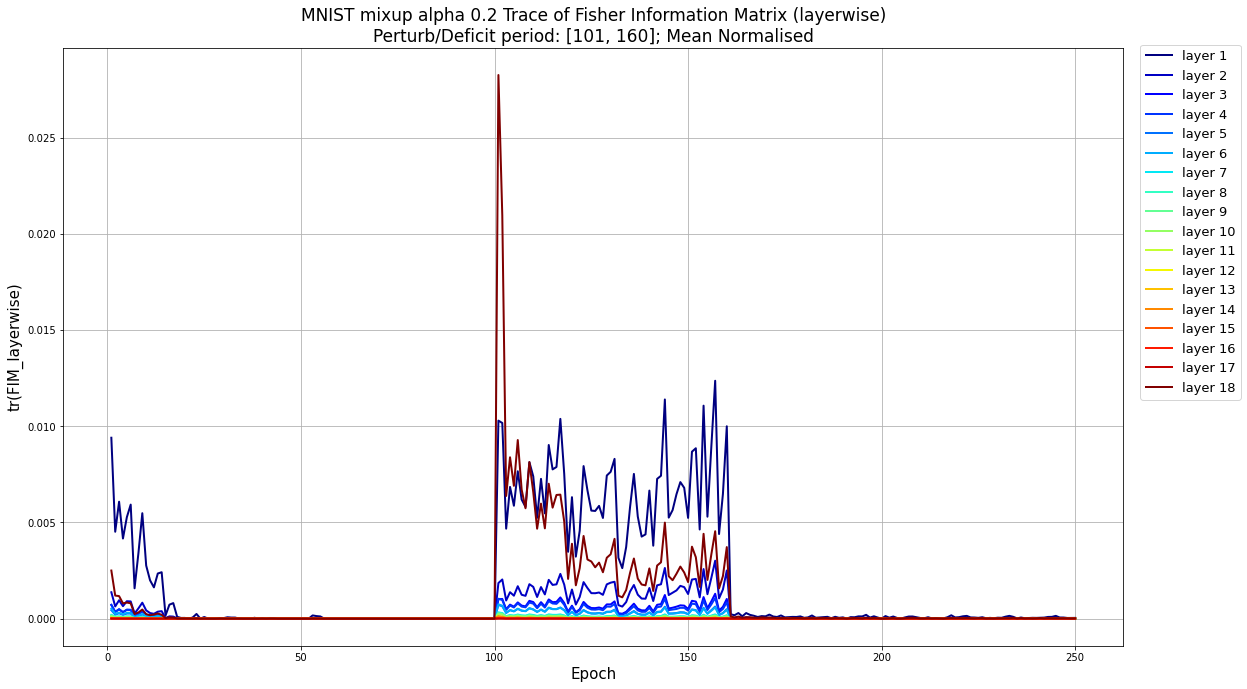 MNIST mixup alpha 0.2 Trace of Fisher Information Matrix (layerwise)
Perturb/Deficit period: [101, 160]; Mean Normalised
tr(FIM_layerwise)
0.025
0.020
0.015
0.010
0.005
0.000
0
50
100
150
200
250
Epoch
layer 1
layer 2
layer 3
layer 4
layer 5
layer 6
layer 7
layer 8
layer 9
layer 10
layer 11
layer 12
layer 13
layer 14
layer 15
layer 16
layer 17
layer 18